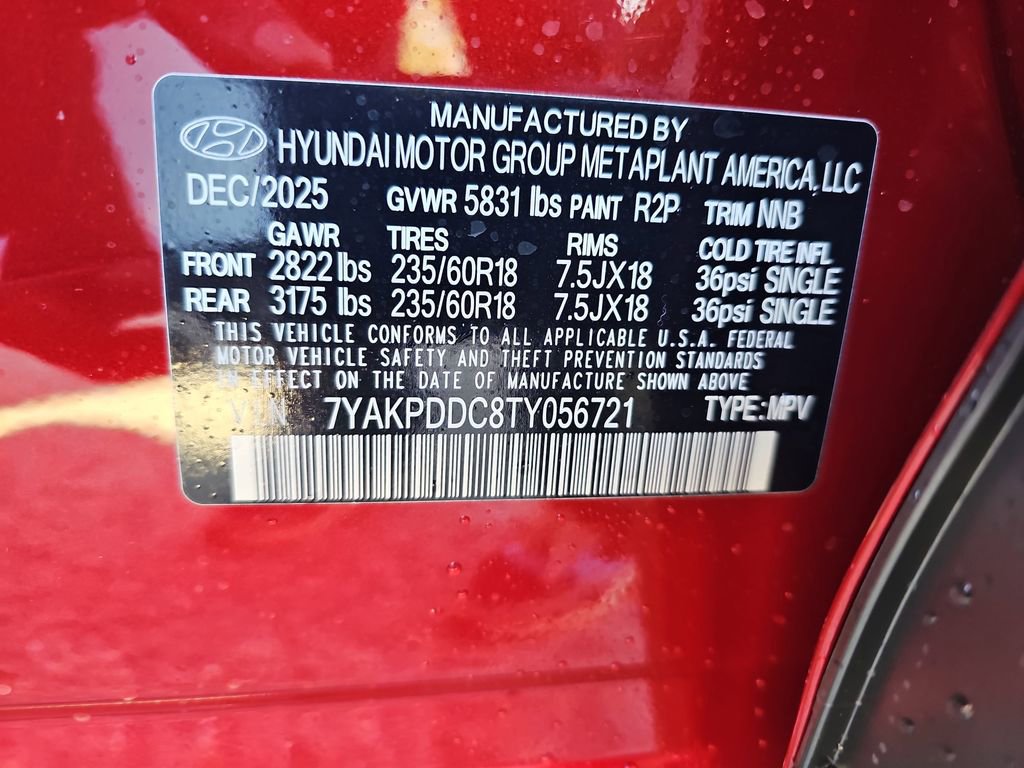 MANUFACTURED BY
HYUNDAI MOTOR GROUP METAPLANT AMERICA, LLC
DEC/2025 GVWR 5831 lbs PAINT R2P TRIM NNB
GAWR TIRES RIMS COLD TIRE INFL
FRONT 2822 lbs 235/60R18 7.5JX18 36psi SINGLE
REAR 3175 lbs 235/60R18 7.5JX18 36psi SINGLE
THIS VEHICLE CONFORMS TO ALL APPLICABLE U.S.A. FEDERAL
MOTOR VEHICLE SAFETY AND THEFT PREVENTION STANDARDS
IN EFFECT ON THE DATE OF MANUFACTURE SHOWN ABOVE
VIN 7YAKPDDC8TY056721 TYPE:MPV